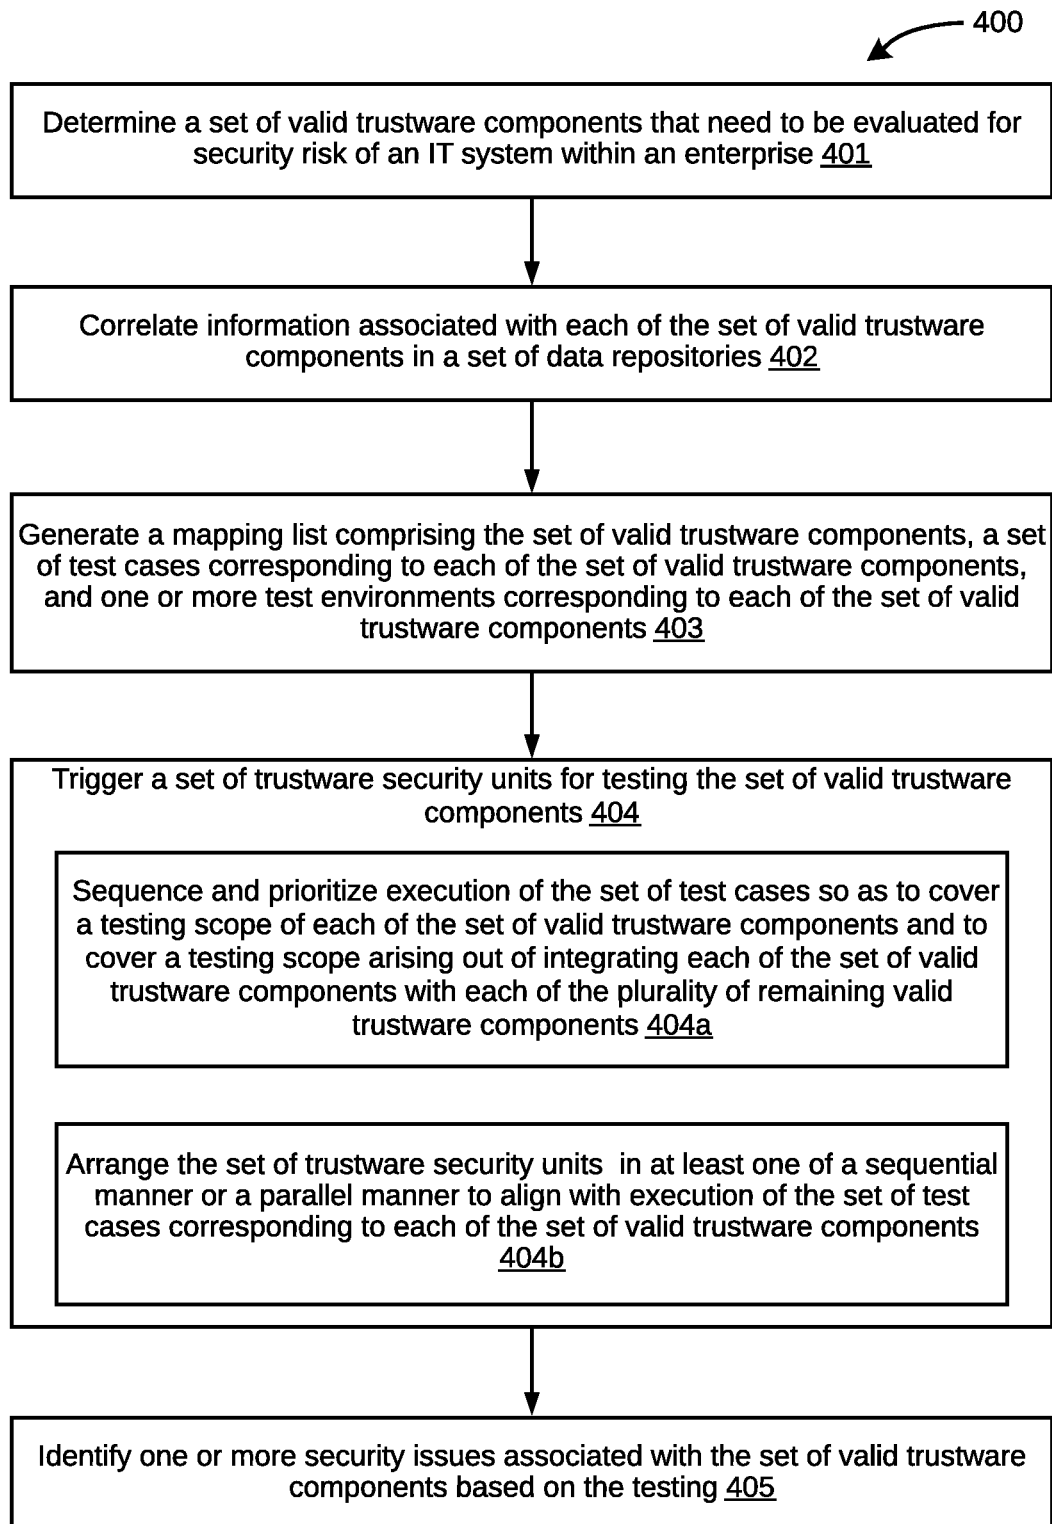 400
Determine a set of valid trustware components that need to be evaluated for
security risk of an IT system within an enterprise 401
Correlate information associated with each of the set of valid trustware
components in a set of data repositories 402
Generate a mapping list comprising the set of valid trustware components, a set
of test cases corresponding to each of the set of valid trustware components,
and one or more test environments corresponding to each of the set of valid
trustware components 403
Trigger a set of trustware security units for testing the set of valid trustware
components 404
Sequence and prioritize execution of the set of test cases so as to cover
a testing scope of each of the set of valid trustware components and to
cover a testing scope arising out of integrating each of the set of valid
trustware components with each of the plurality of remaining valid
trustware components 404a
Arrange the set of trustware security units in at least one of a sequential
manner or a parallel manner to align with execution of the set of test
cases corresponding to each of the set of valid trustware components
404b
Identify one or more security issues associated with the set of valid trustware
components based on the testing 405